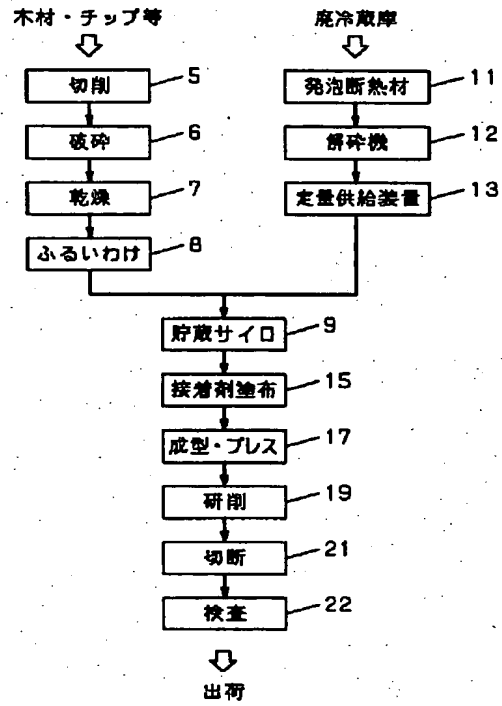 木材・チップ等
切削
5
破砕
6
乾燥
7
ふるいわけ
8
廃冷蔵庫
発泡断熱材
11
解砕機
12
定量供給装置
13
貯蔵サイロ
9
接着剤塗布
15
成型・プレス
17
研削
19
切断
21
検査
22
出荷